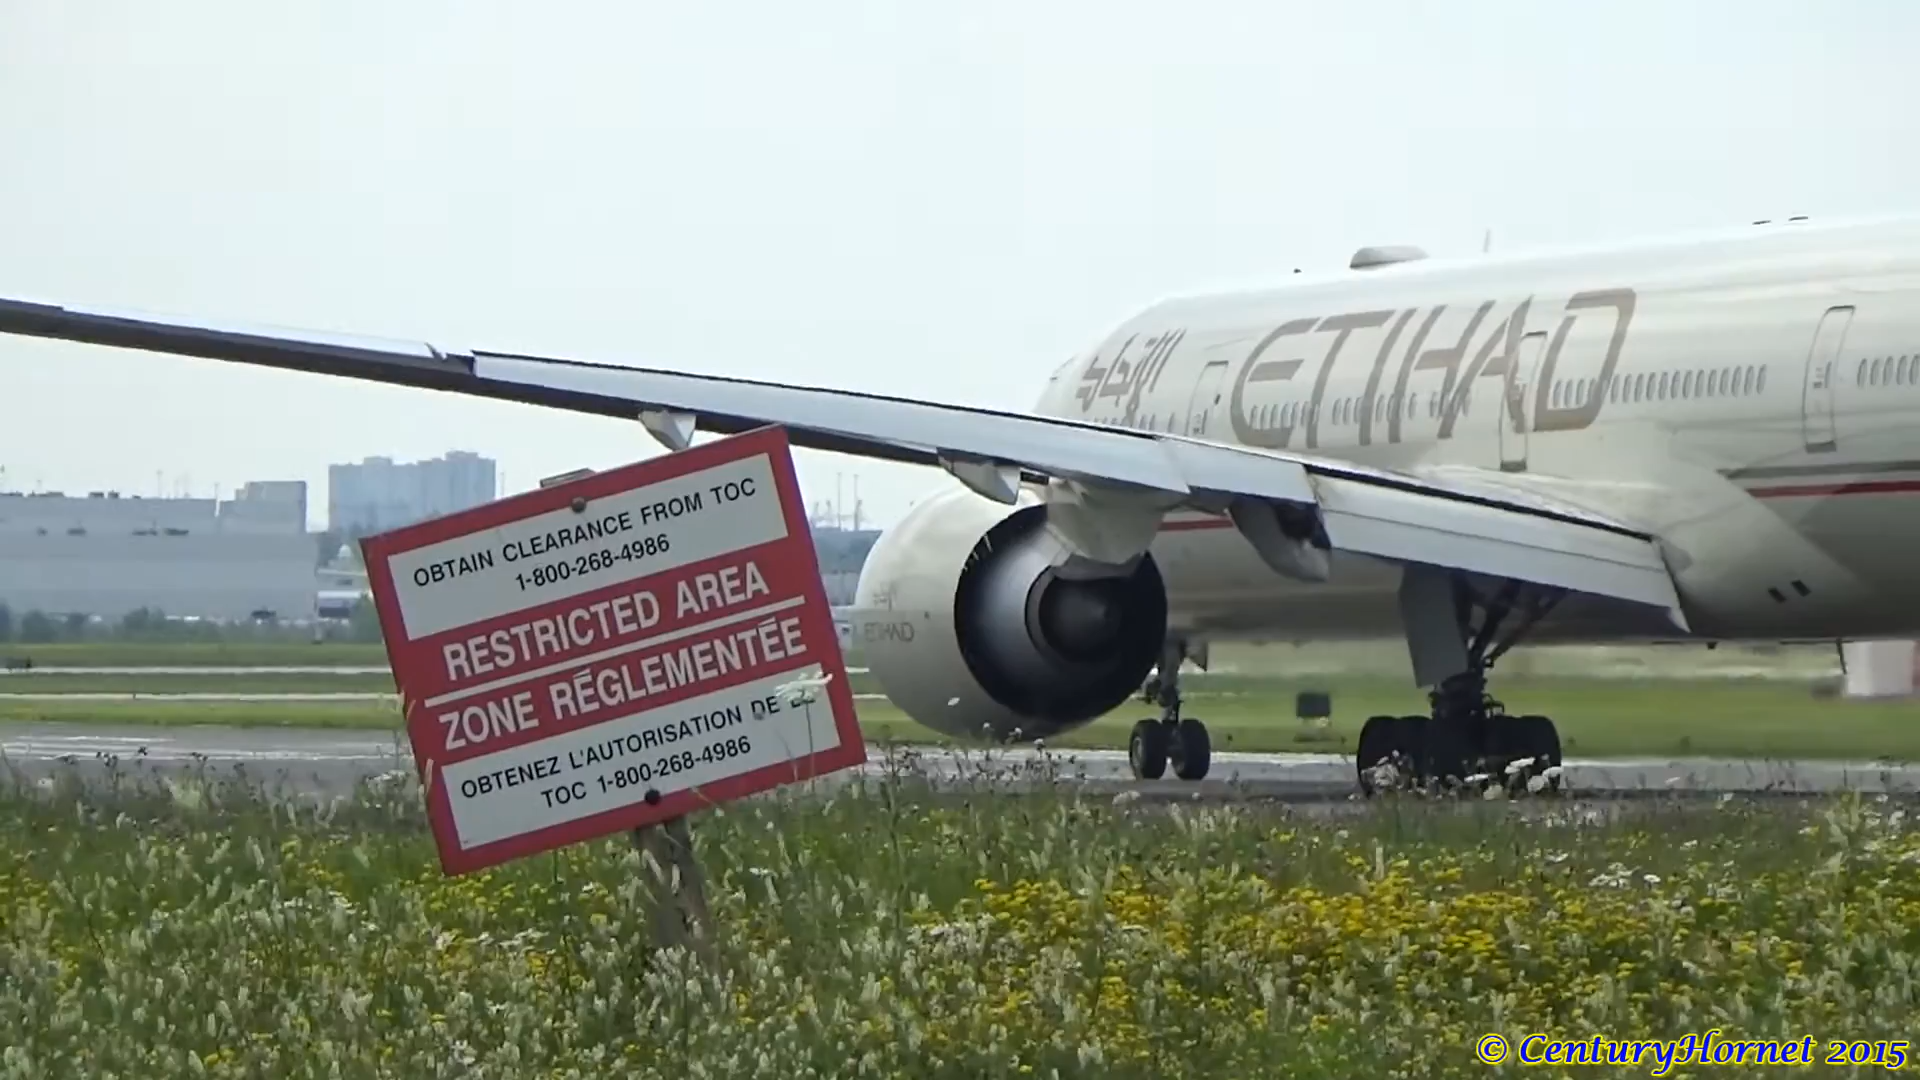 OBTAIN CLEARANCE FROM TOC
1-800-268-4986
RESTRICTED AREA
ZONE RÉGLEMENTÉE
OBTENEZ L'AUTORISATION DE
TOC 1-800-268-4986
الإتحاد
ETIHAD
ETIHAD
© CenturyHornet 2015